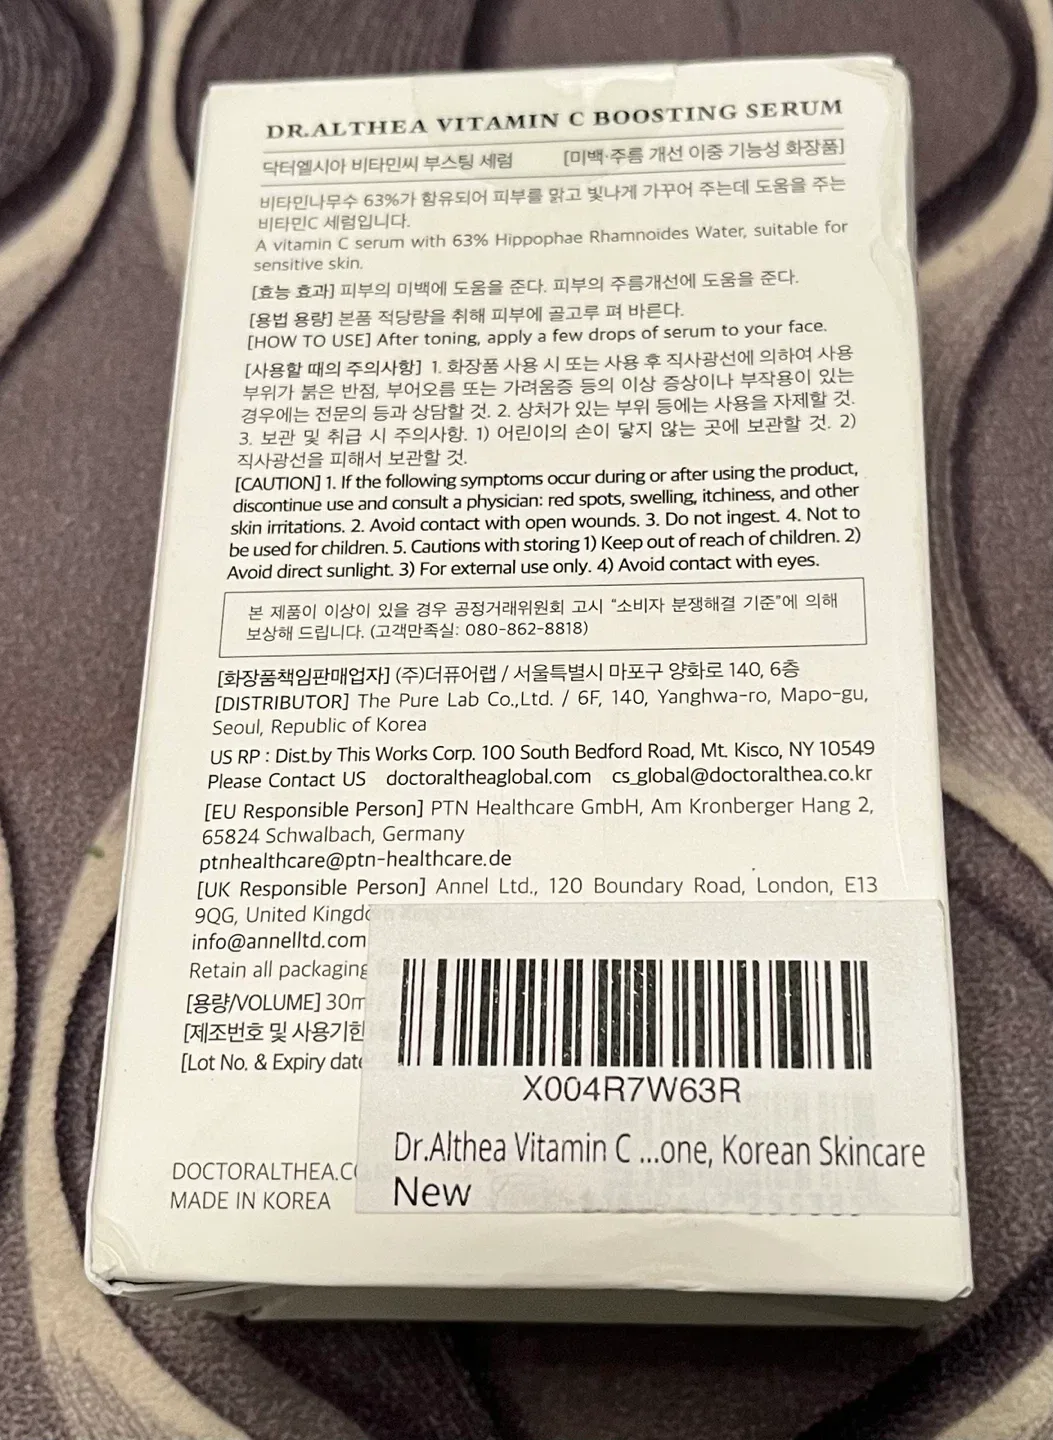 DR.ALTHEA VITAMIN C BOOSTING SERUM
닥터엘시아 비타민씨 부스팅 세럼 [미백·주름 개선 이중 기능성 화장품]
비타민나무수 63%가 함유되어 피부를 맑고 빛나게 가꾸어 주는데 도움을 주는
비타민C 세럼입니다.
A vitamin C serum with 63% Hippophae Rhamnoides Water, suitable for
sensitive skin.
[효능 효과] 피부의 미백에 도움을 준다. 피부의 주름개선에 도움을 준다.
[용법 용량] 본품 적당량을 취해 피부에 골고루 펴 바른다.
[HOW TO USE] After toning, apply a few drops of serum to your face.
[사용할 때의 주의사항] 1. 화장품 사용 시 또는 사용 후 직사광선에 의하여 사용
부위가 붉은 반점, 부어오름 또는 가려움증 등의 이상 증상이나 부작용이 있는
경우에는 전문의 등과 상담할 것. 2. 상처가 있는 부위 등에는 사용을 자제할 것.
3. 보관 및 취급 시 주의사항. 1) 어린이의 손이 닿지 않는 곳에 보관할 것. 2)
직사광선을 피해서 보관할 것.
[CAUTION] 1. If the following symptoms occur during or after using the product,
discontinue use and consult a physician: red spots, swelling, itchiness, and other
skin irritations. 2. Avoid contact with open wounds. 3. Do not ingest. 4. Not to
be used for children. 5. Cautions with storing 1) Keep out of reach of children. 2)
Avoid direct sunlight. 3) For external use only. 4) Avoid contact with eyes.
본 제품이 이상이 있을 경우 공정거래위원회 고시 "소비자 분쟁해결 기준"에 의해
보상해 드립니다. (고객만족실: 080-862-8818)
[화장품책임판매업자] (주)더퓨어랩 / 서울특별시 마포구 양화로 140, 6층
[DISTRIBUTOR] The Pure Lab Co.,Ltd. / 6F, 140, Yanghwa-ro, Mapo-gu,
Seoul, Republic of Korea
US RP : Dist.by This Works Corp. 100 South Bedford Road, Mt. Kisco, NY 10549
Please Contact US doctoraltheaglobal.com cs_global@doctoralthea.co.kr
[EU Responsible Person] PTN Healthcare GmbH, Am Kronberger Hang 2,
65824 Schwalbach, Germany
ptnhealthcare@ptn-healthcare.de
[UK Responsible Person] Annel Ltd., 120 Boundary Road, London, E13
9QG, United Kingdo
info@annelltd.com
Retain all packaging
[용량/VOLUME] 30m
[제조번호 및 사용기한
[Lot No. & Expiry date
X004R7W63R
Dr.Althea Vitamin C ...one, Korean Skincare
New
DOCTORALTHEA.CO
MADE IN KOREA